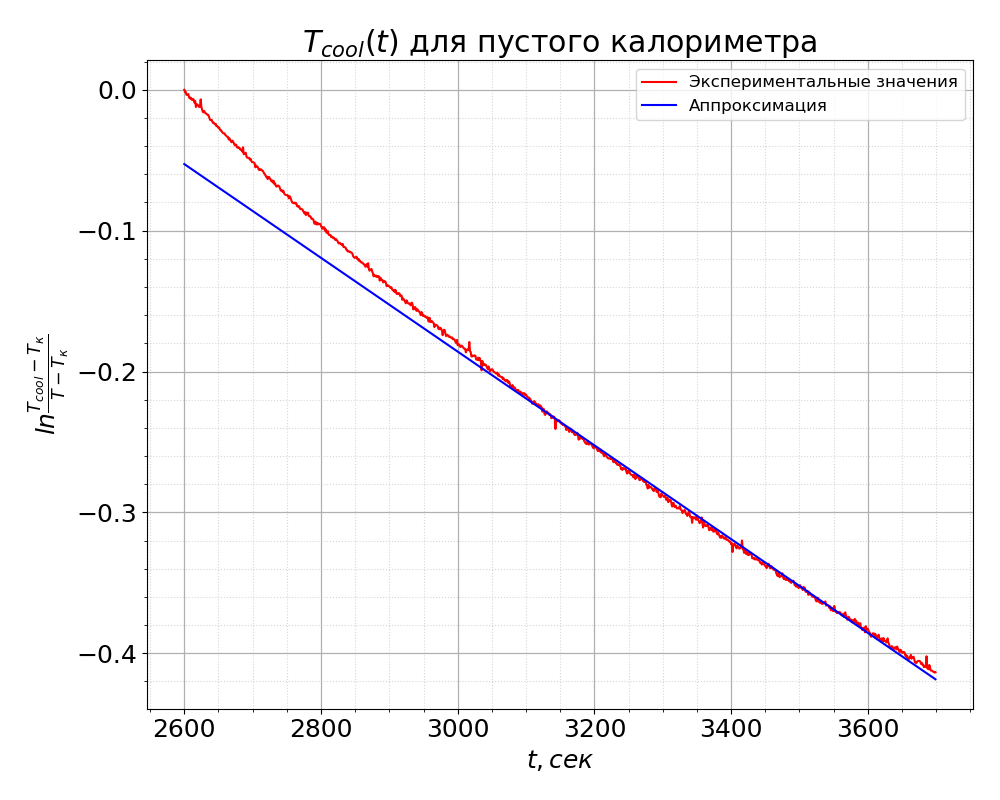 T_cool(t) для пустого калориметра
Экспериментальные значения
Аппроксимация
0.0
−0.1
−0.2
−0.3
−0.4
ln (T_cool − T_к)/(T − T_к)
2600 2800 3000 3200 3400 3600
t, сек